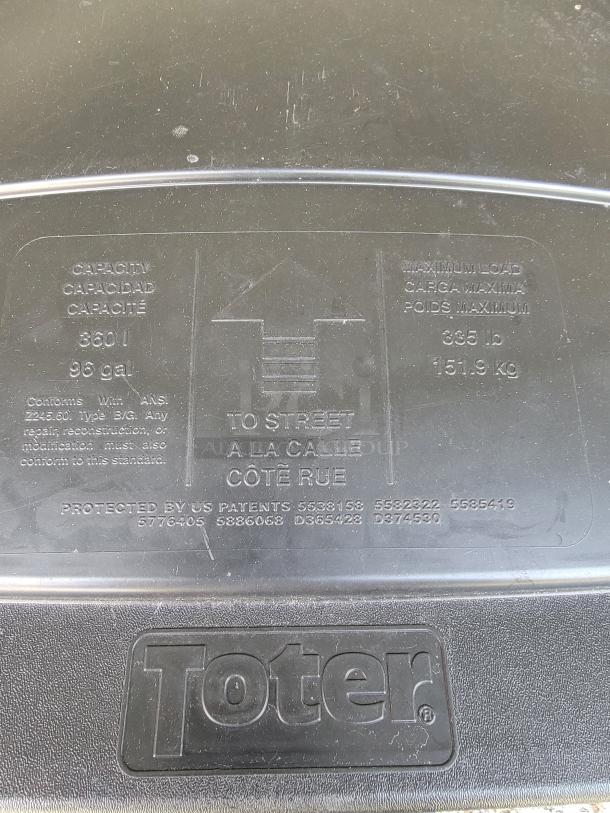 CAPACITY
CAPACIDAD
CAPACITÉ
360 l
96 gal
Conforms With ANSI
Z245.60. Type B/G. Any
repair, reconstruction, or
modification must also
conform to this standard.
TO STREET
A LA CALLE
CÔTÉ RUE
MAXIMUM LOAD
CARGA MAXIMA
POIDS MAXIMUM
335 lb
151.9 kg
PROTECTED BY US PATENTS 5538158 5582322 5585419
5776405 5886068 D365428 D374530
Toter®